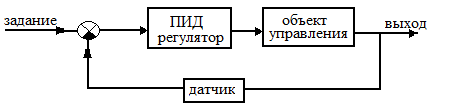 задание
ПИД
регулятор
объект
управления
выход
датчик